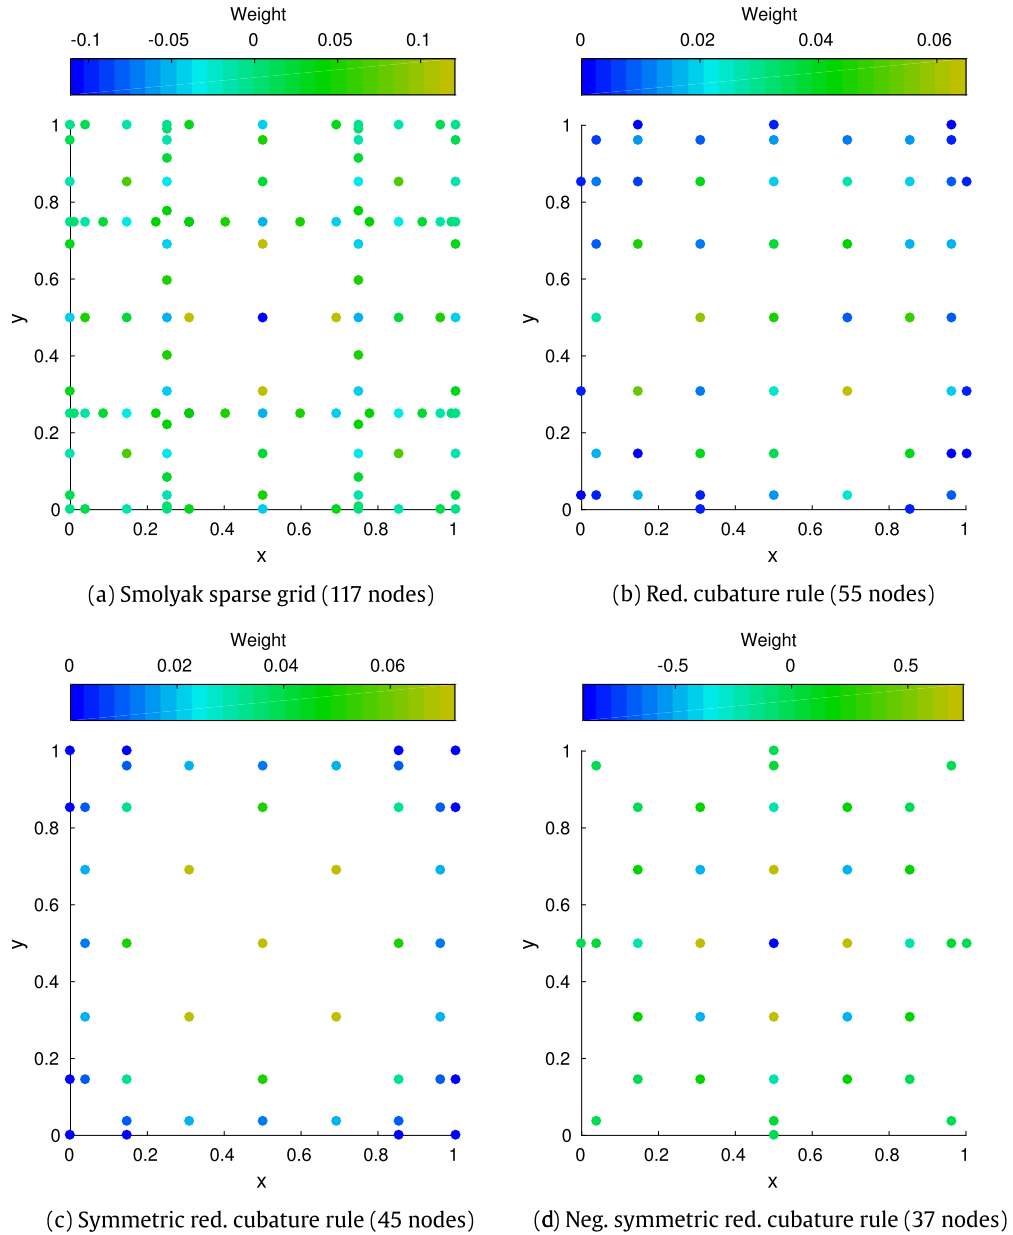 Weight
-0.1 -0.05 0 0.05 0.1
1
0.8
0.6
y
0.4
0.2
0
0 0.2 0.4 0.6 0.8 1
x
(a) Smolyak sparse grid (117 nodes)
Weight
0 0.02 0.04 0.06
1
0.8
0.6
y
0.4
0.2
0
0 0.2 0.4 0.6 0.8 1
x
(b) Red. cubature rule (55 nodes)
Weight
0 0.02 0.04 0.06
1
0.8
0.6
y
0.4
0.2
0
0 0.2 0.4 0.6 0.8 1
x
(c) Symmetric red. cubature rule (45 nodes)
Weight
-0.5 0 0.5
1
0.8
0.6
y
0.4
0.2
0
0 0.2 0.4 0.6 0.8 1
x
(d) Neg. symmetric red. cubature rule (37 nodes)